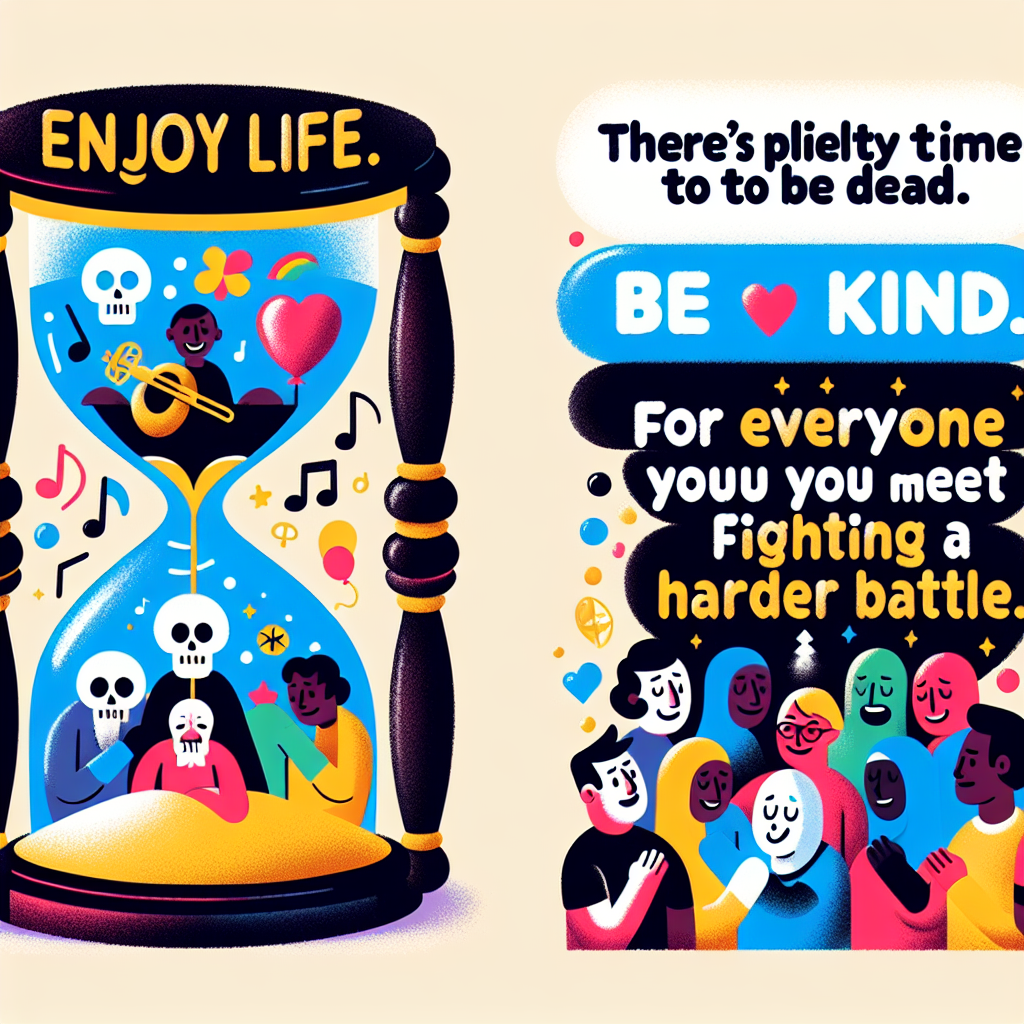 ENJOY LIFE.
There's plielty time
to to be dead.
BE ♥ KIND.
For everyone
youu you meet
Fighting a
harder battle.